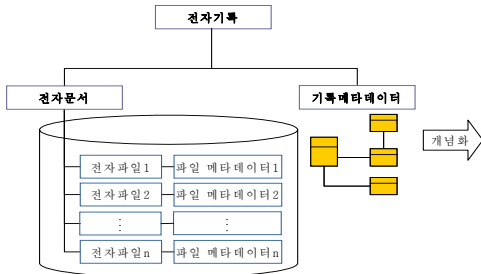 전자기록
전자문서
기록메타데이터
개념화
전자파일1 파일 메타데이터1
전자파일2 파일 메타데이터2
⋮ ⋮
전자파일n 파일 메타데이터n